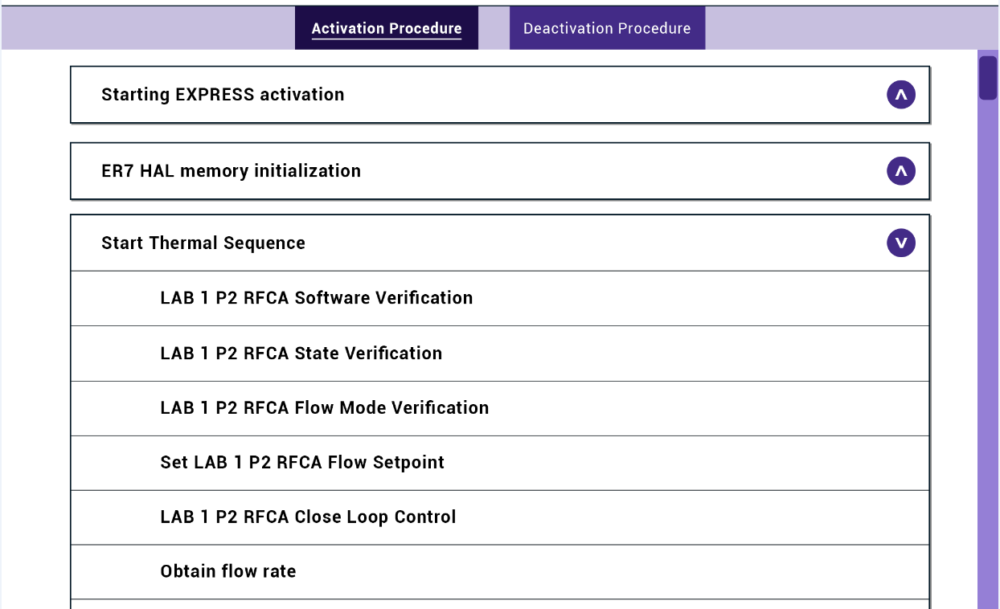 Activation Procedure
Deactivation Procedure
Starting EXPRESS activation
ER7 HAL memory initialization
Start Thermal Sequence
LAB 1 P2 RFCA Software Verification
LAB 1 P2 RFCA State Verification
LAB 1 P2 RFCA Flow Mode Verification
Set LAB 1 P2 RFCA Flow Setpoint
LAB 1 P2 RFCA Close Loop Control
Obtain flow rate